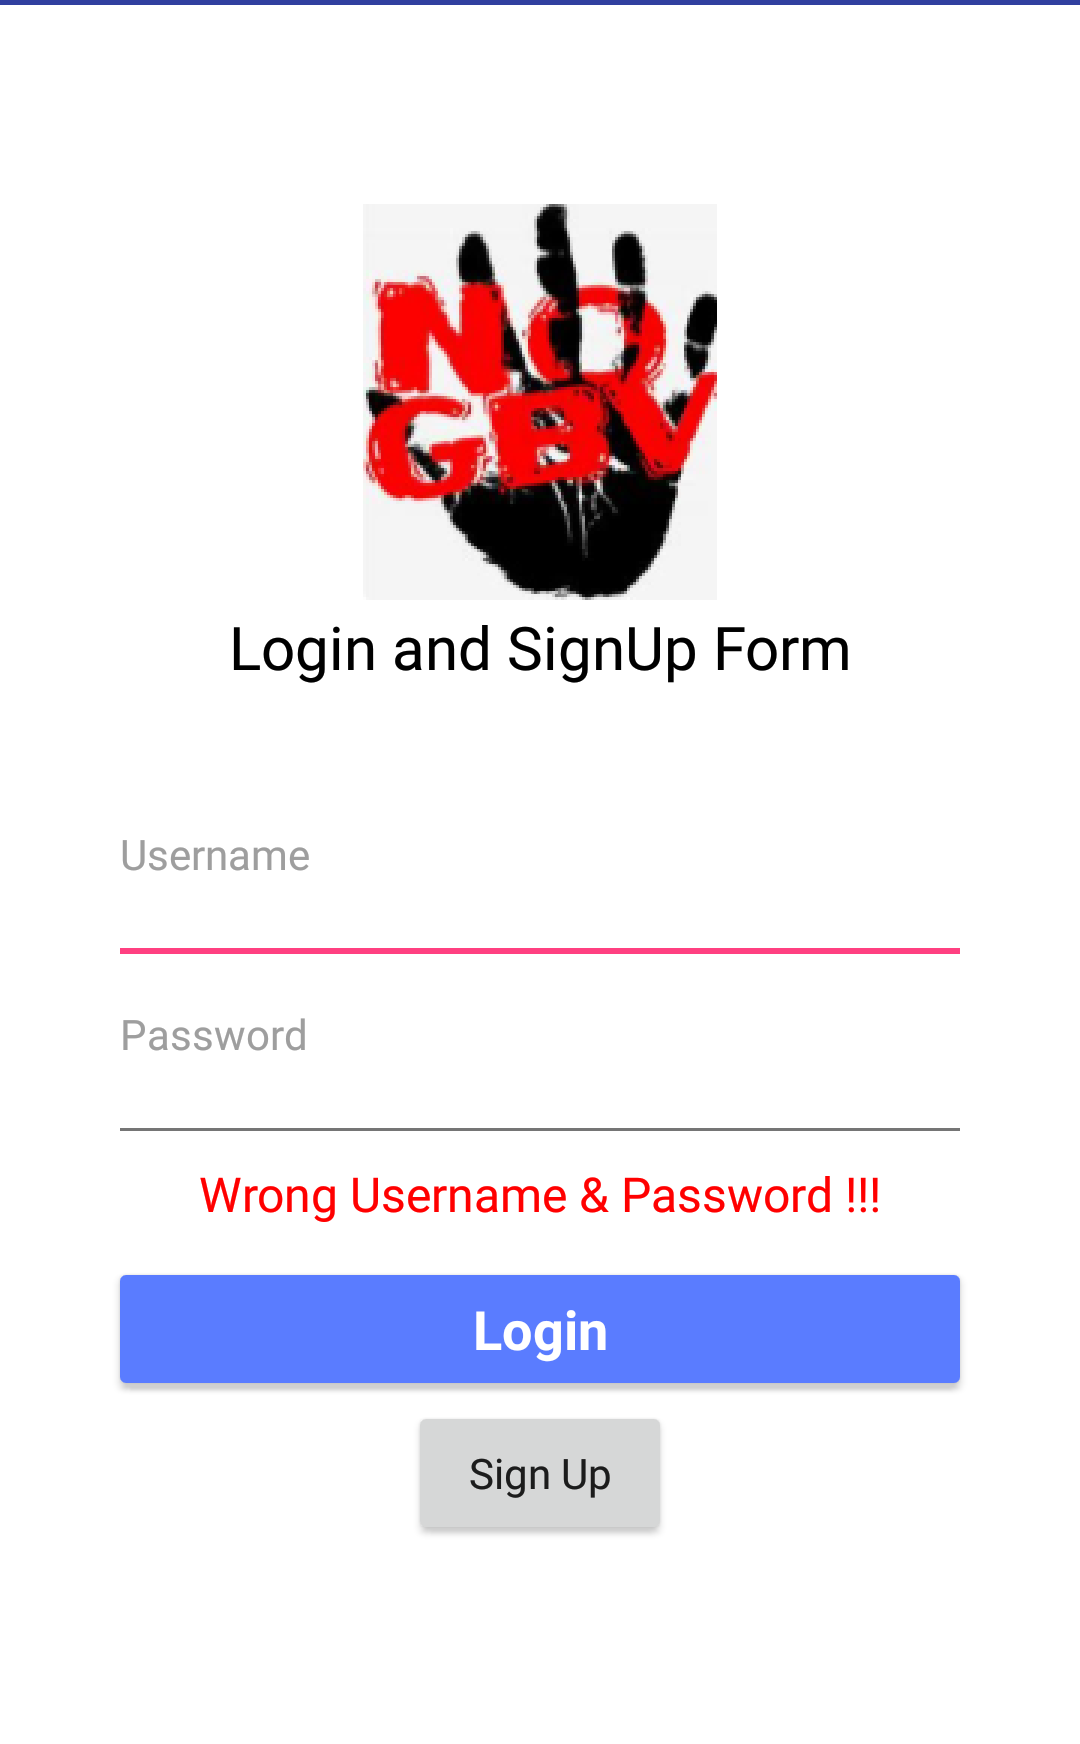 NO
GBV
Login and SignUp Form
Username
Password
Wrong Username & Password !!!
Login
Sign Up